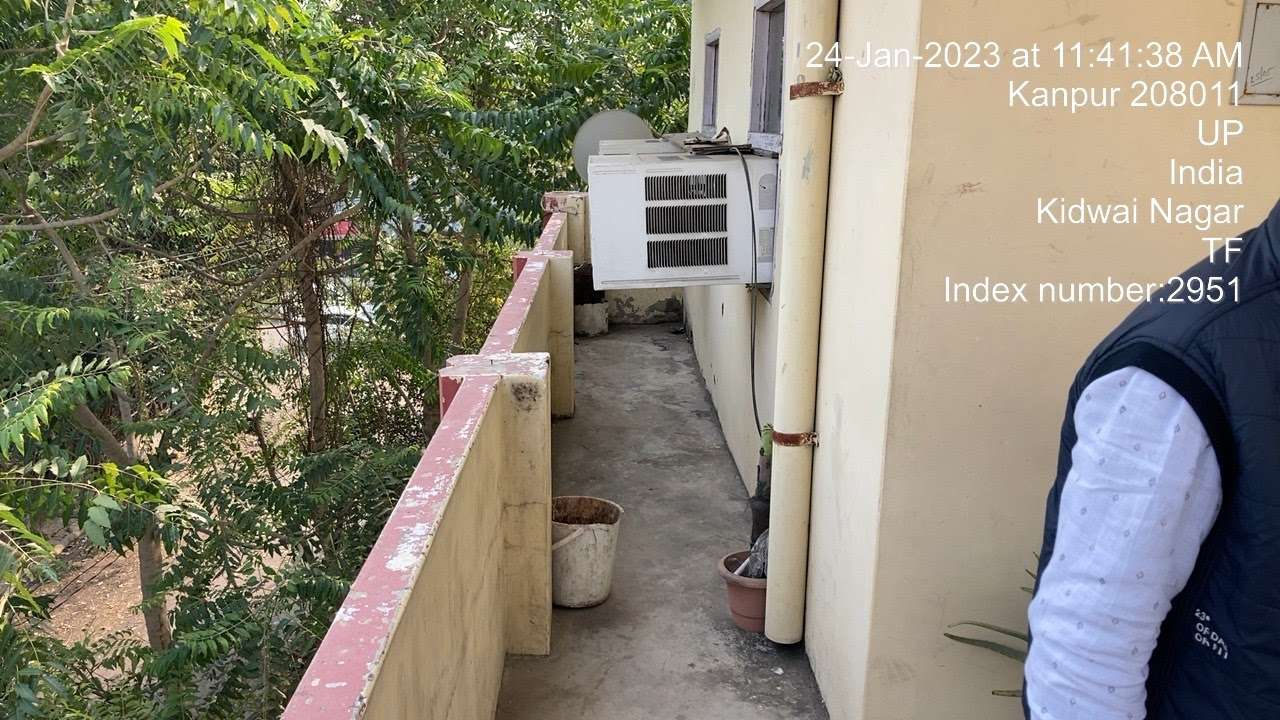 24-Jan-2023 at 11:41:38 AM
Kanpur 208011
UP
India
Kidwai Nagar
TF
Index number:2951